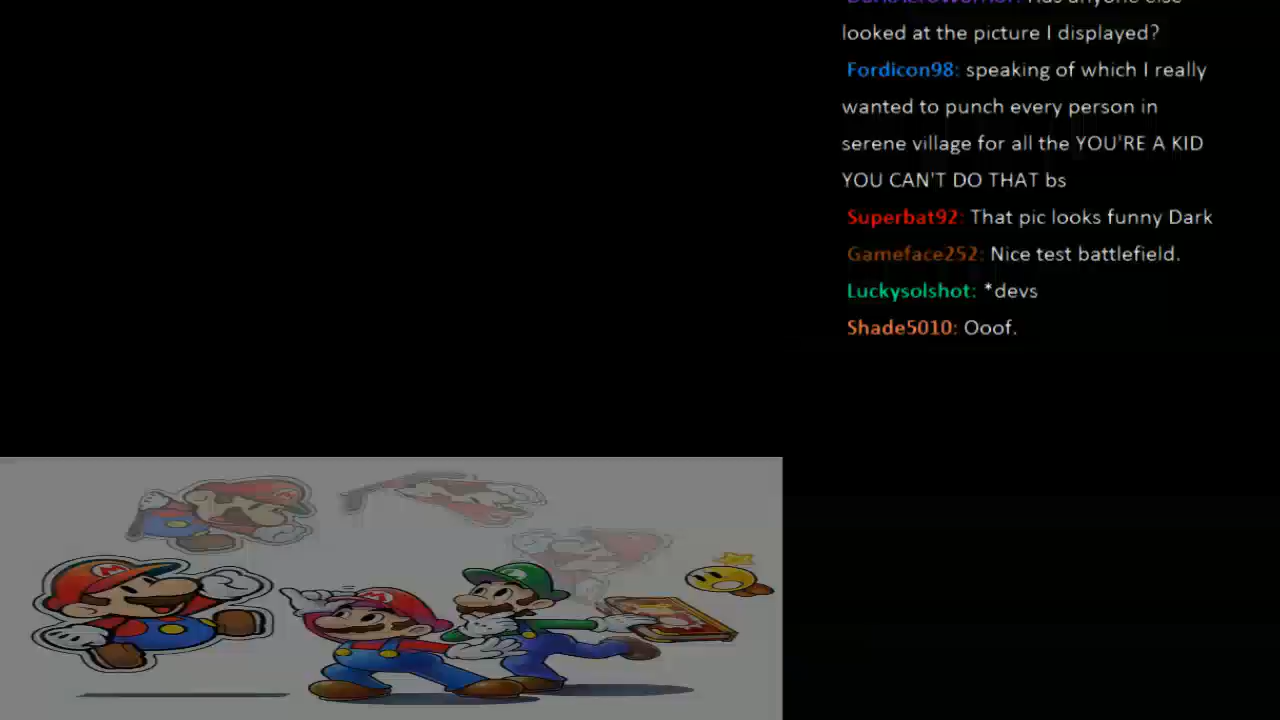 looked at the picture I displayed?
Fordicon98: speaking of which I really
wanted to punch every person in
serene village for all the YOU'RE A KID
YOU CAN'T DO THAT bs
Superbat92: That pic looks funny Dark
Gameface252: Nice test battlefield.
Luckysolshot: *devs
Shade5010: Ooof.